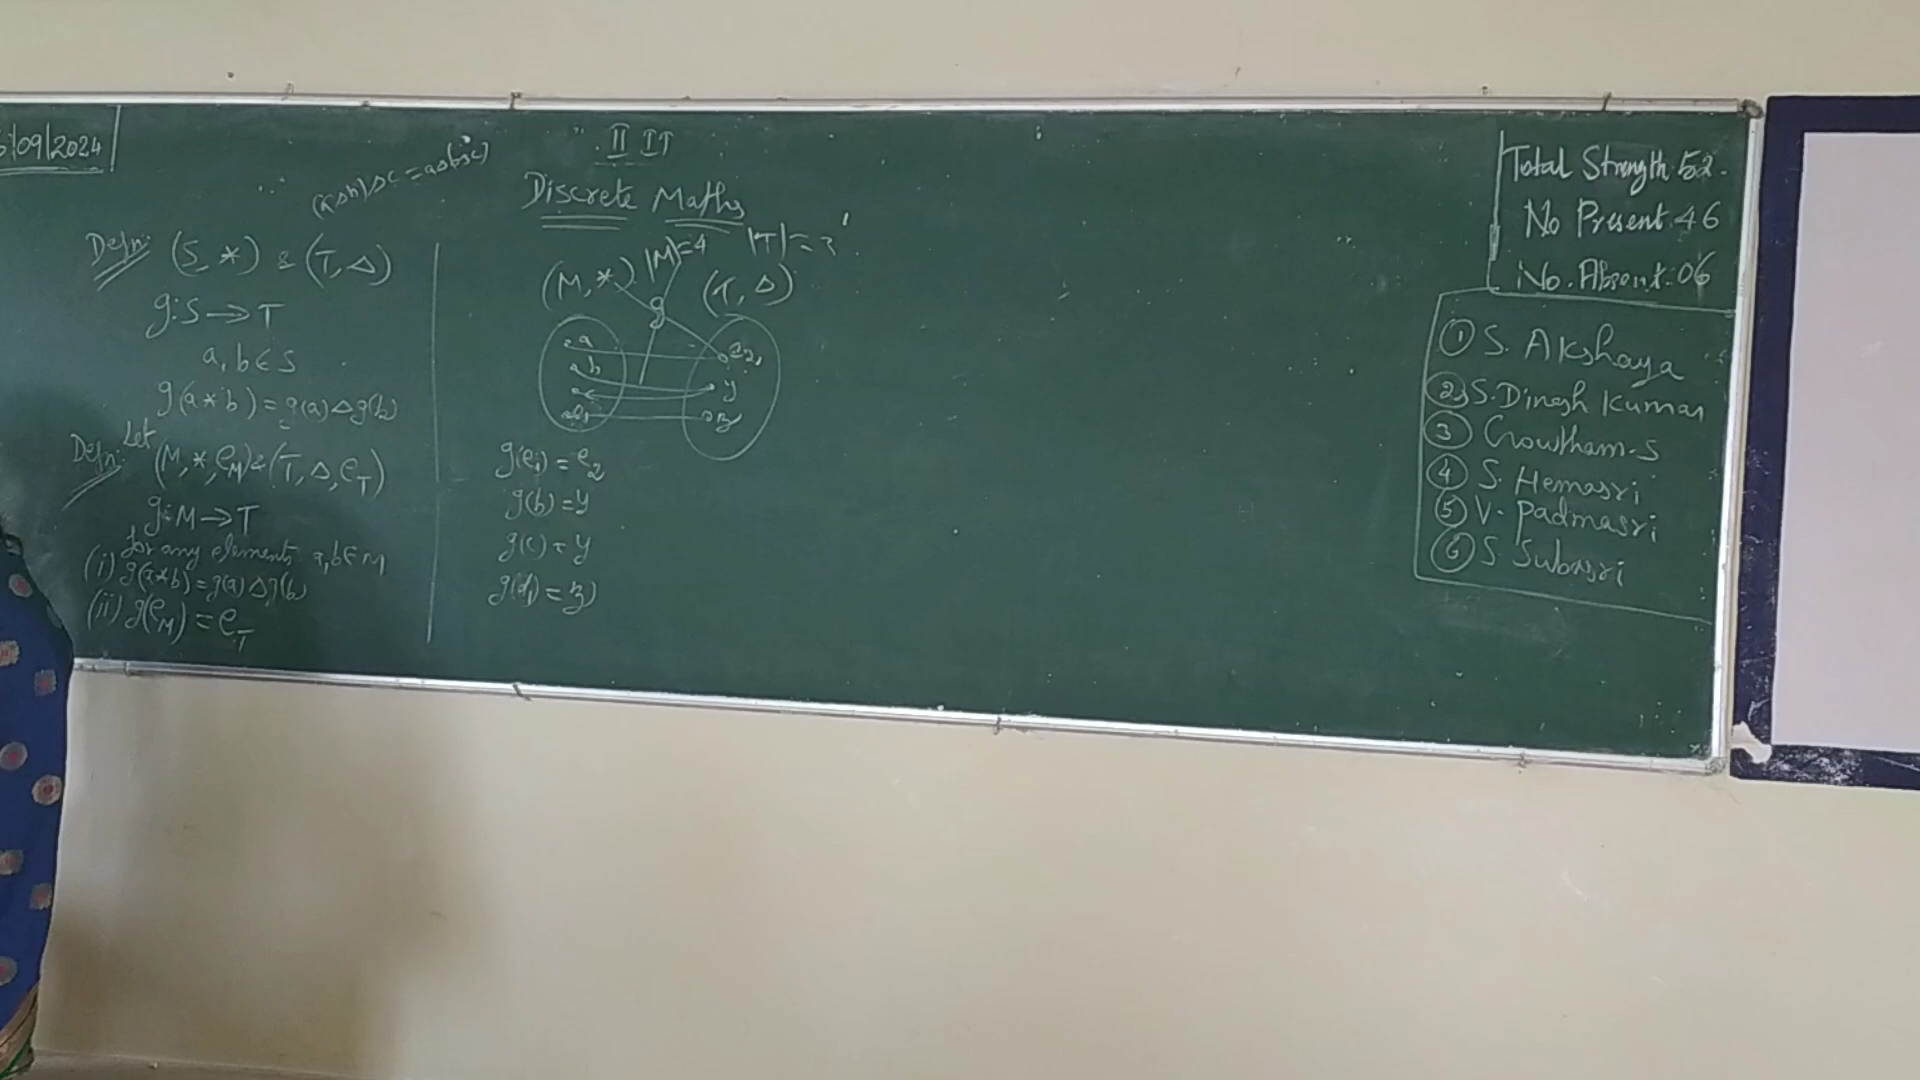 /09/2024
II IT
Discrete Maths
Defn: (S, *) & (T, Δ)
g: S → T
a, b ∈ S
g(a * b) = g(a) Δ g(b)
Defn: Let
(M, *, e_M) & (T, Δ, e_T)
g: M → T
for any elements a, b ∈ M
(i) g(a * b) = g(a) Δ g(b)
(ii) g(e_M) = e_T
|M| = 4
(M, *) g (T, Δ)
b y
g(e₁) = e₂
g(b) = y
g(c) = y
g(d₁) = z
Total Strength 52.
No Present. 46
No. Absent: 06
① S. Akshaya
② S. Dinesh Kumar
③ Gowtham.S
④ S. Hemasri
⑤ V. Padmasri
⑥ S Subasri